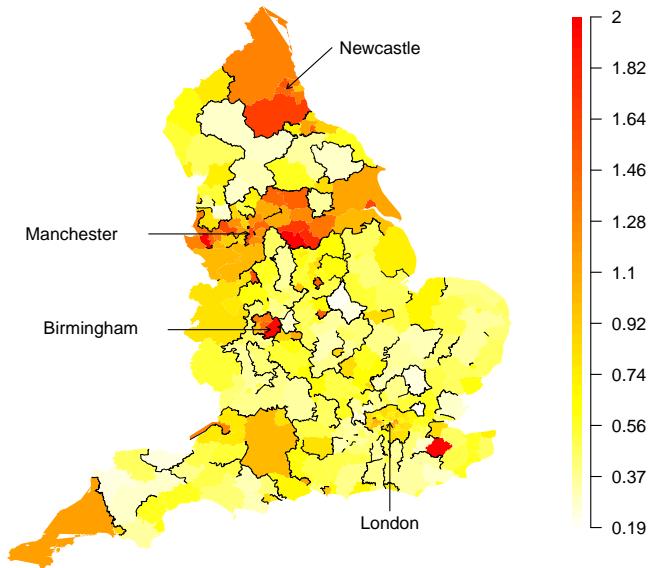 Newcastle
Manchester
Birmingham
London
2
1.82
1.64
1.46
1.28
1.1
0.92
0.74
0.56
0.37
0.19